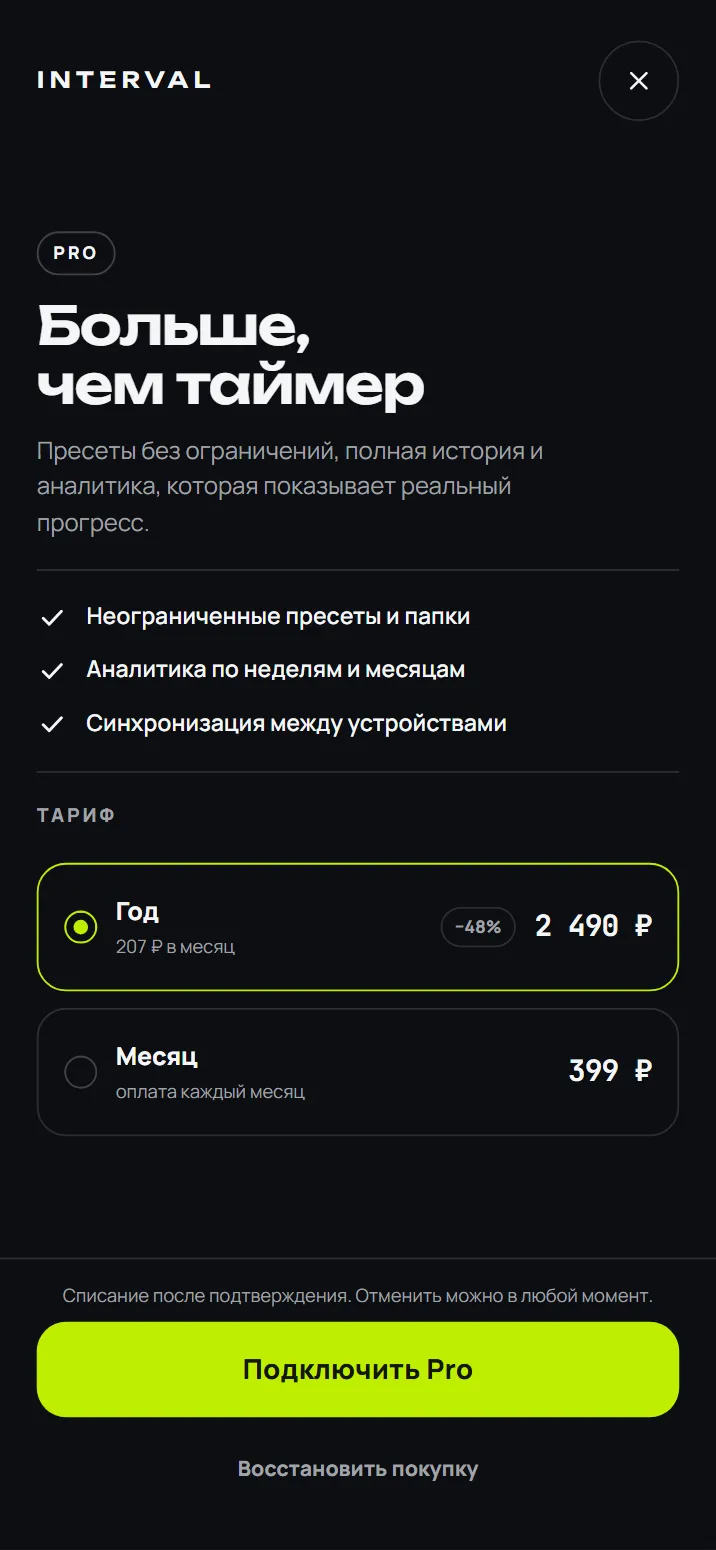 INTERVAL
PRO
Больше,
чем таймер
Пресеты без ограничений, полная история и
аналитика, которая показывает реальный
прогресс.
Неограниченные пресеты и папки
Аналитика по неделям и месяцам
Синхронизация между устройствами
ТАРИФ
Год
207 ₽ в месяц
−48%
2 490 ₽
Месяц
оплата каждый месяц
399 ₽
Списание после подтверждения. Отменить можно в любой момент.
Подключить Pro
Восстановить покупку